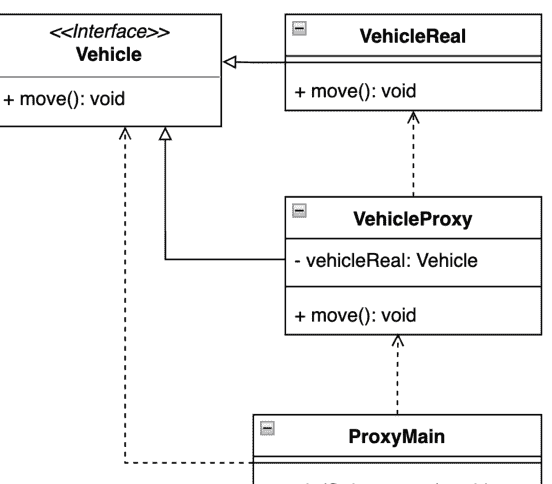 <<Interface>>
Vehicle
+ move(): void
VehicleReal
+ move(): void
VehicleProxy
- vehicleReal: Vehicle
+ move(): void
ProxyMain